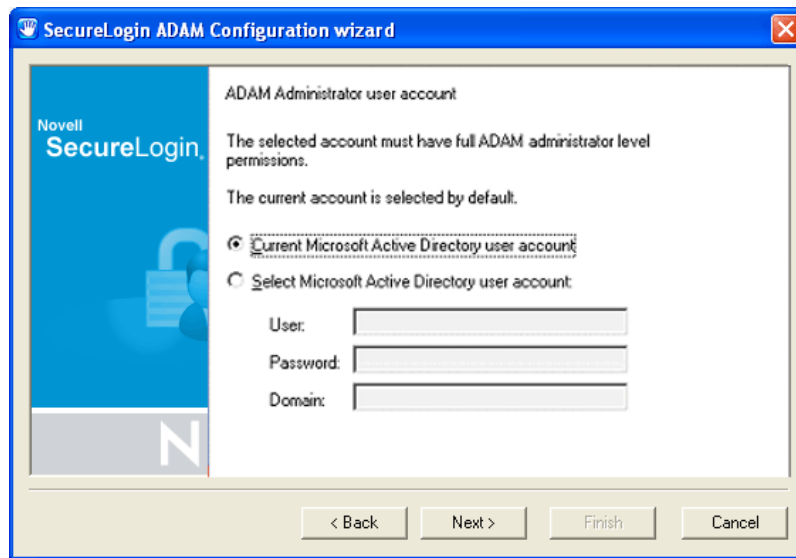 SecureLogin ADAM Configuration wizard
Novell
SecureLogin
ADAM Administrator user account
The selected account must have full ADAM administrator level
permissions.
The current account is selected by default.
Current Microsoft Active Directory user account
Select Microsoft Active Directory user account:
User:
Password:
Domain:
N
< Back
Next >
Finish
Cancel